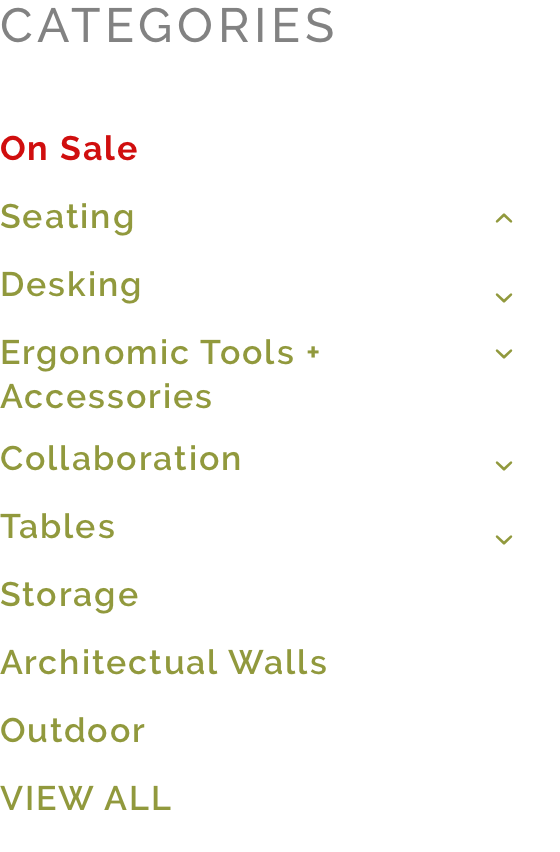 CATEGORIES
On Sale
Seating
Desking
Ergonomic Tools +
Accessories
Collaboration
Tables
Storage
Architectual Walls
Outdoor
VIEW ALL